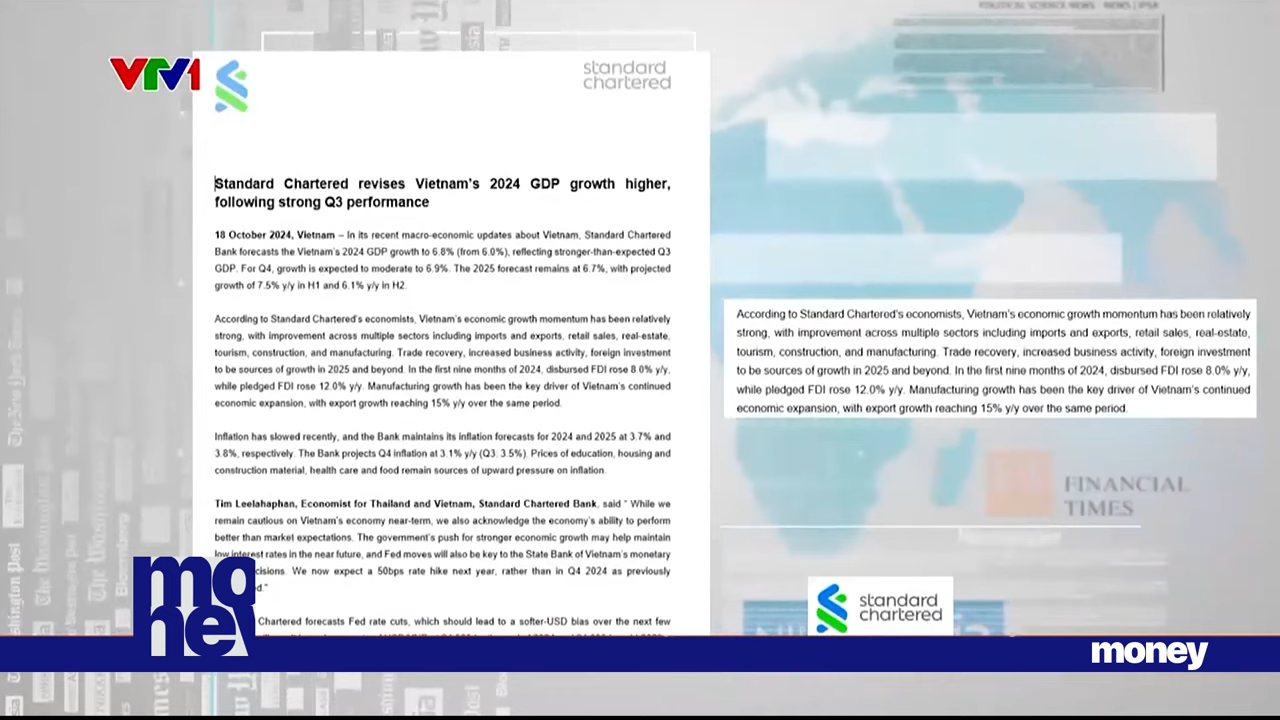 POLITICAL SCIENCE NEWS
VTV1
standard
chartered
Standard Chartered revises Vietnam's 2024 GDP growth higher,
following strong Q3 performance
18 October 2024, Vietnam – In its recent macro-economic updates about Vietnam, Standard Chartered
Bank forecasts the Vietnam's 2024 GDP growth to 6.8% (from 6.0%), reflecting stronger-than-expected Q3
GDP. For Q4, growth is expected to moderate to 6.9%. The 2025 forecast remains at 6.7%, with projected
growth of 7.5% y/y in H1 and 6.1% y/y in H2.
According to Standard Chartered's economists, Vietnam's economic growth momentum has been relatively
strong, with improvement across multiple sectors including imports and exports, retail sales, real-estate,
tourism, construction, and manufacturing. Trade recovery, increased business activity, foreign investment
to be sources of growth in 2025 and beyond. In the first nine months of 2024, disbursed FDI rose 8.0% y/y,
while pledged FDI rose 12.0% y/y. Manufacturing growth has been the key driver of Vietnam's continued
economic expansion, with export growth reaching 15% y/y over the same period.
Inflation has slowed recently, and the Bank maintains its inflation forecasts for 2024 and 2025 at 3.7% and
3.8%, respectively. The Bank projects Q4 inflation at 3.1% y/y (Q3: 3.5%). Prices of education, housing and
construction material, health care and food remain sources of upward pressure on inflation.
Tim Leelahaphan, Economist for Thailand and Vietnam, Standard Chartered Bank, said " While we
remain cautious on Vietnam's economy near-term, we also acknowledge the economy's ability to perform
better than market expectations. The government's push for stronger economic growth may help maintain
low interest rates in the near future, and Fed moves will also be key to the State Bank of Vietnam's monetary
cisions. We now expect a 50bps rate hike next year, rather than in Q4 2024 as previously
d."
Chartered forecasts Fed rate cuts, which should lead to a softer-USD bias over the next few
According to Standard Chartered's economists, Vietnam's economic growth momentum has been relatively
strong, with improvement across multiple sectors including imports and exports, retail sales, real-estate,
tourism, construction, and manufacturing. Trade recovery, increased business activity, foreign investment
to be sources of growth in 2025 and beyond. In the first nine months of 2024, disbursed FDI rose 8.0% y/y,
while pledged FDI rose 12.0% y/y. Manufacturing growth has been the key driver of Vietnam's continued
economic expansion, with export growth reaching 15% y/y over the same period.
FINANCIAL
TIMES
standard
chartered
Bloomberg
money
money